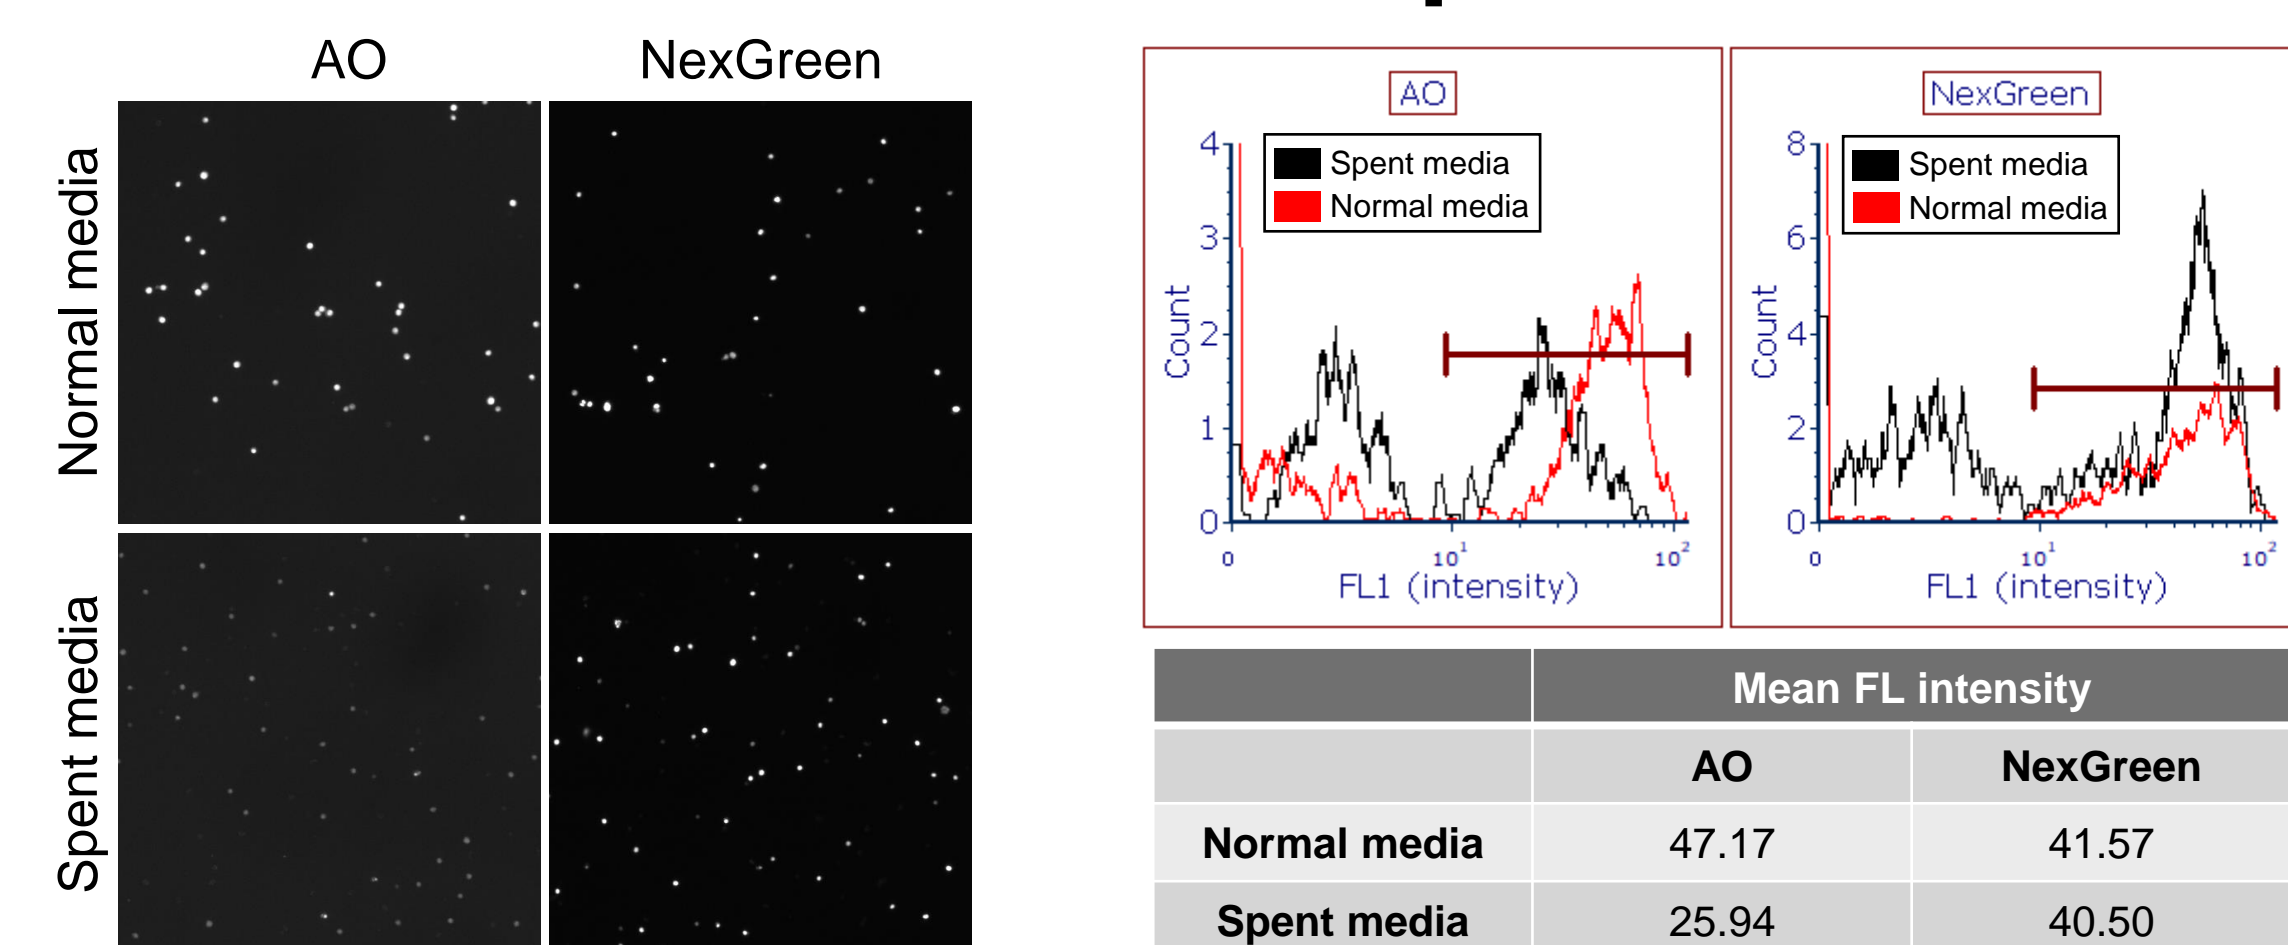 AO
NexGreen
Normal media
Spent media
AO
Spent media
Normal media
4
3
2
1
0
Count
0
10¹
10²
FL1 (intensity)
NexGreen
Spent media
Normal media
8
6
4
2
0
Count
0
10¹
10²
FL1 (intensity)
Mean FL intensity
AO NexGreen
Normal media 47.17 41.57
Spent media 25.94 40.50